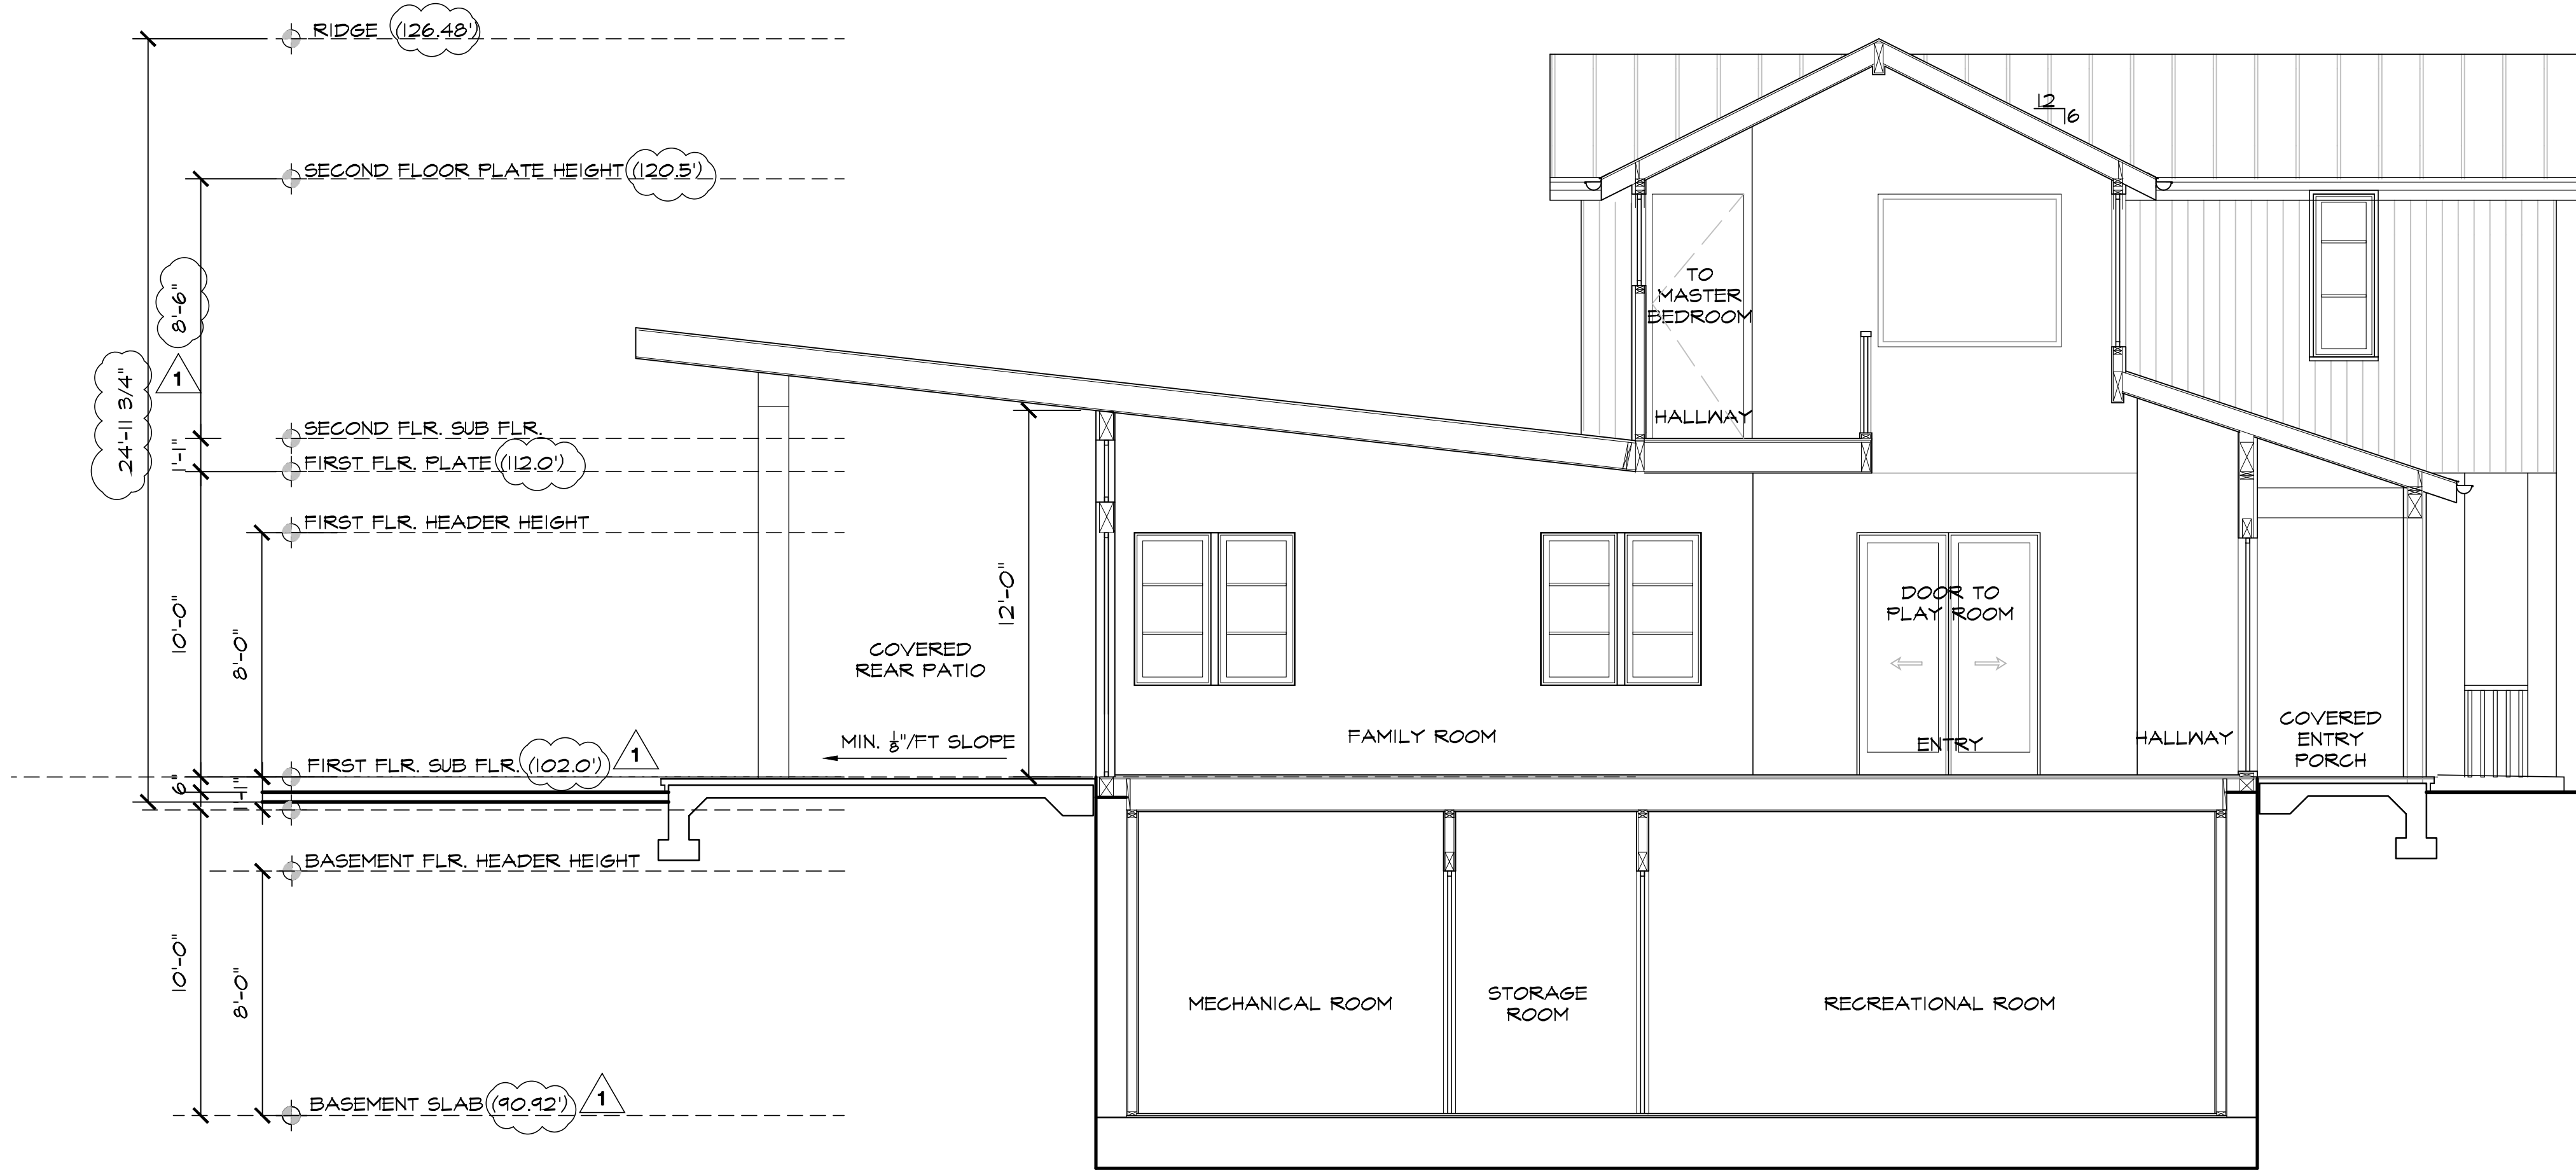 RIDGE (126.48')
SECOND FLOOR PLATE HEIGHT (120.5')
8'-6"
1
24'-11 3/4"
SECOND FLR. SUB FLR.
1'-1"
FIRST FLR. PLATE (112.0')
FIRST FLR. HEADER HEIGHT
10'-0"
8'-0"
FIRST FLR. SUB FLR. (102.0')
1
6"
1'-1"
BASEMENT FLR. HEADER HEIGHT
10'-0"
8'-0"
BASEMENT SLAB (90.92')
1
12
6
TO
MASTER
BEDROOM
HALLWAY
12'-0"
COVERED
REAR PATIO
MIN. 1/8"/FT SLOPE
FAMILY ROOM
DOOR TO
PLAY ROOM
ENTRY
HALLWAY
COVERED
ENTRY
PORCH
MECHANICAL ROOM
STORAGE
ROOM
RECREATIONAL ROOM